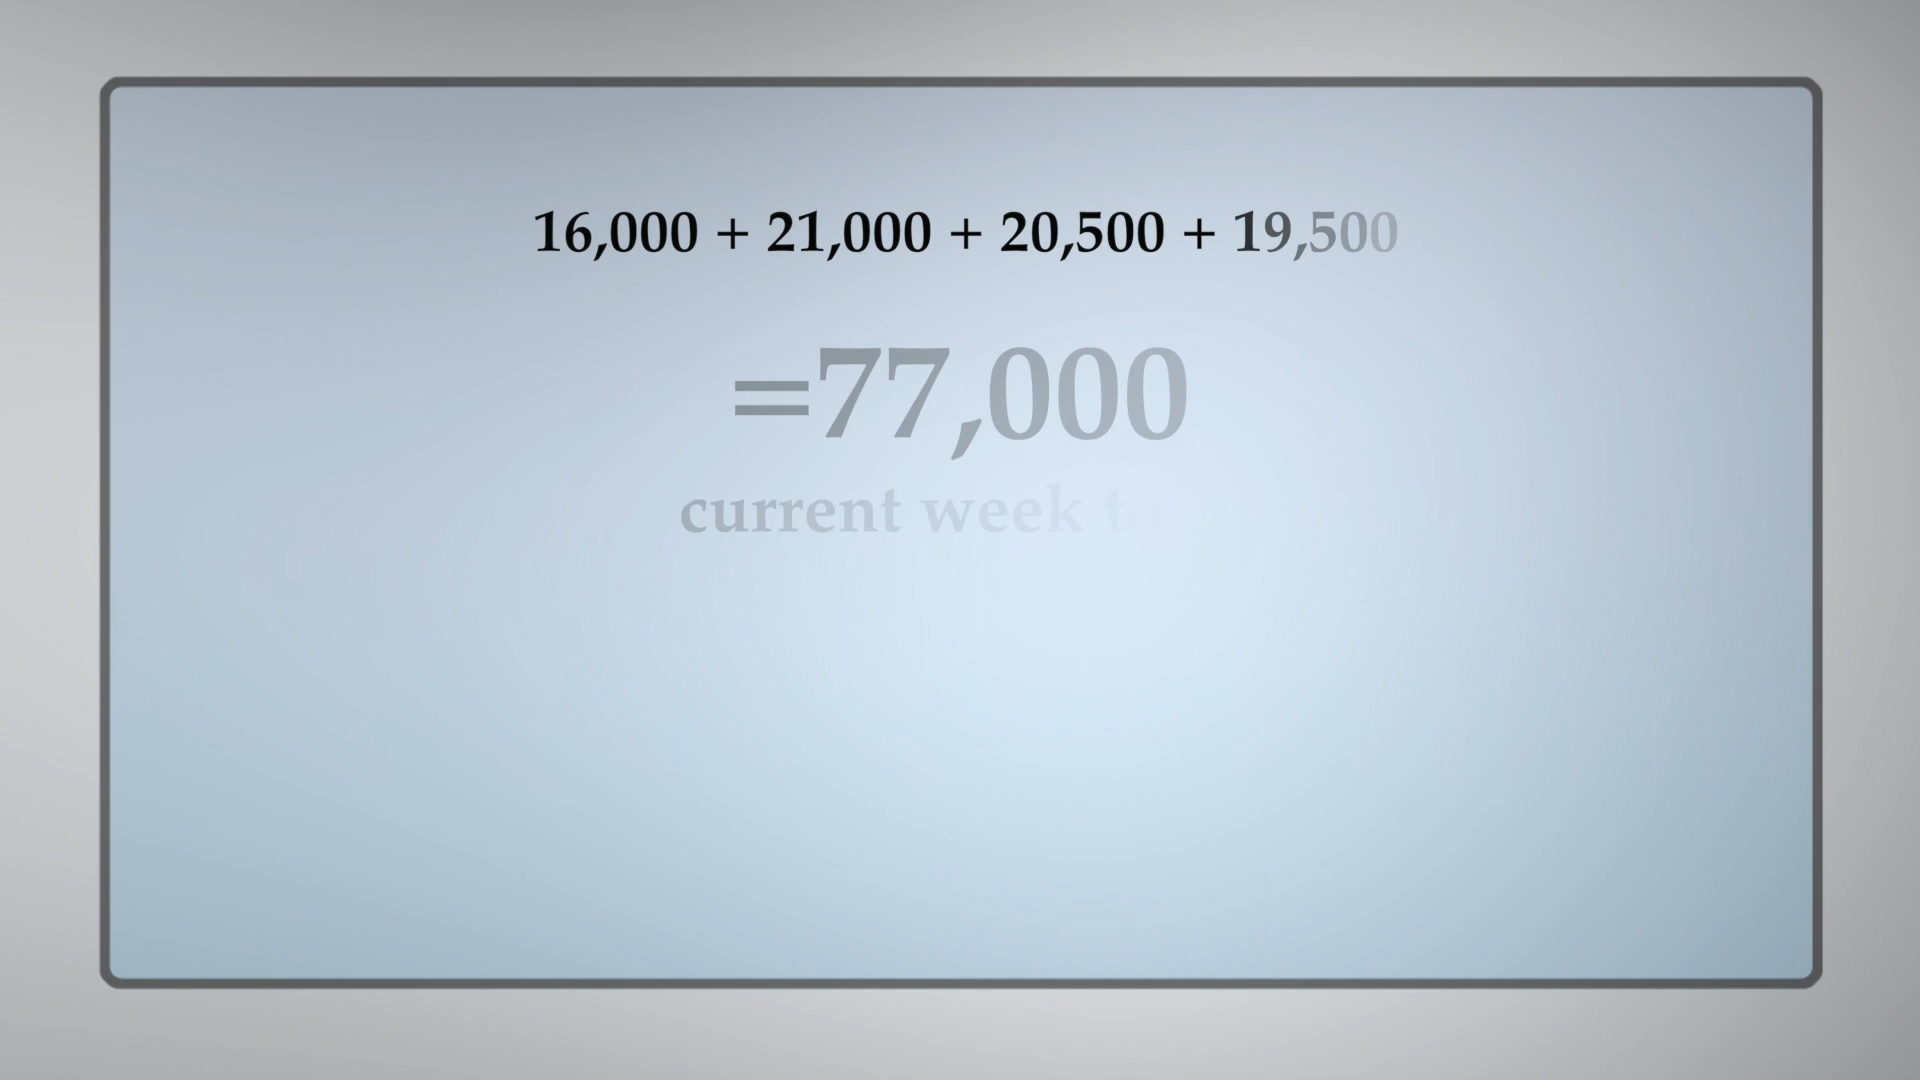 16,000 + 21,000 + 20,500 + 19,500
=77,000
current week